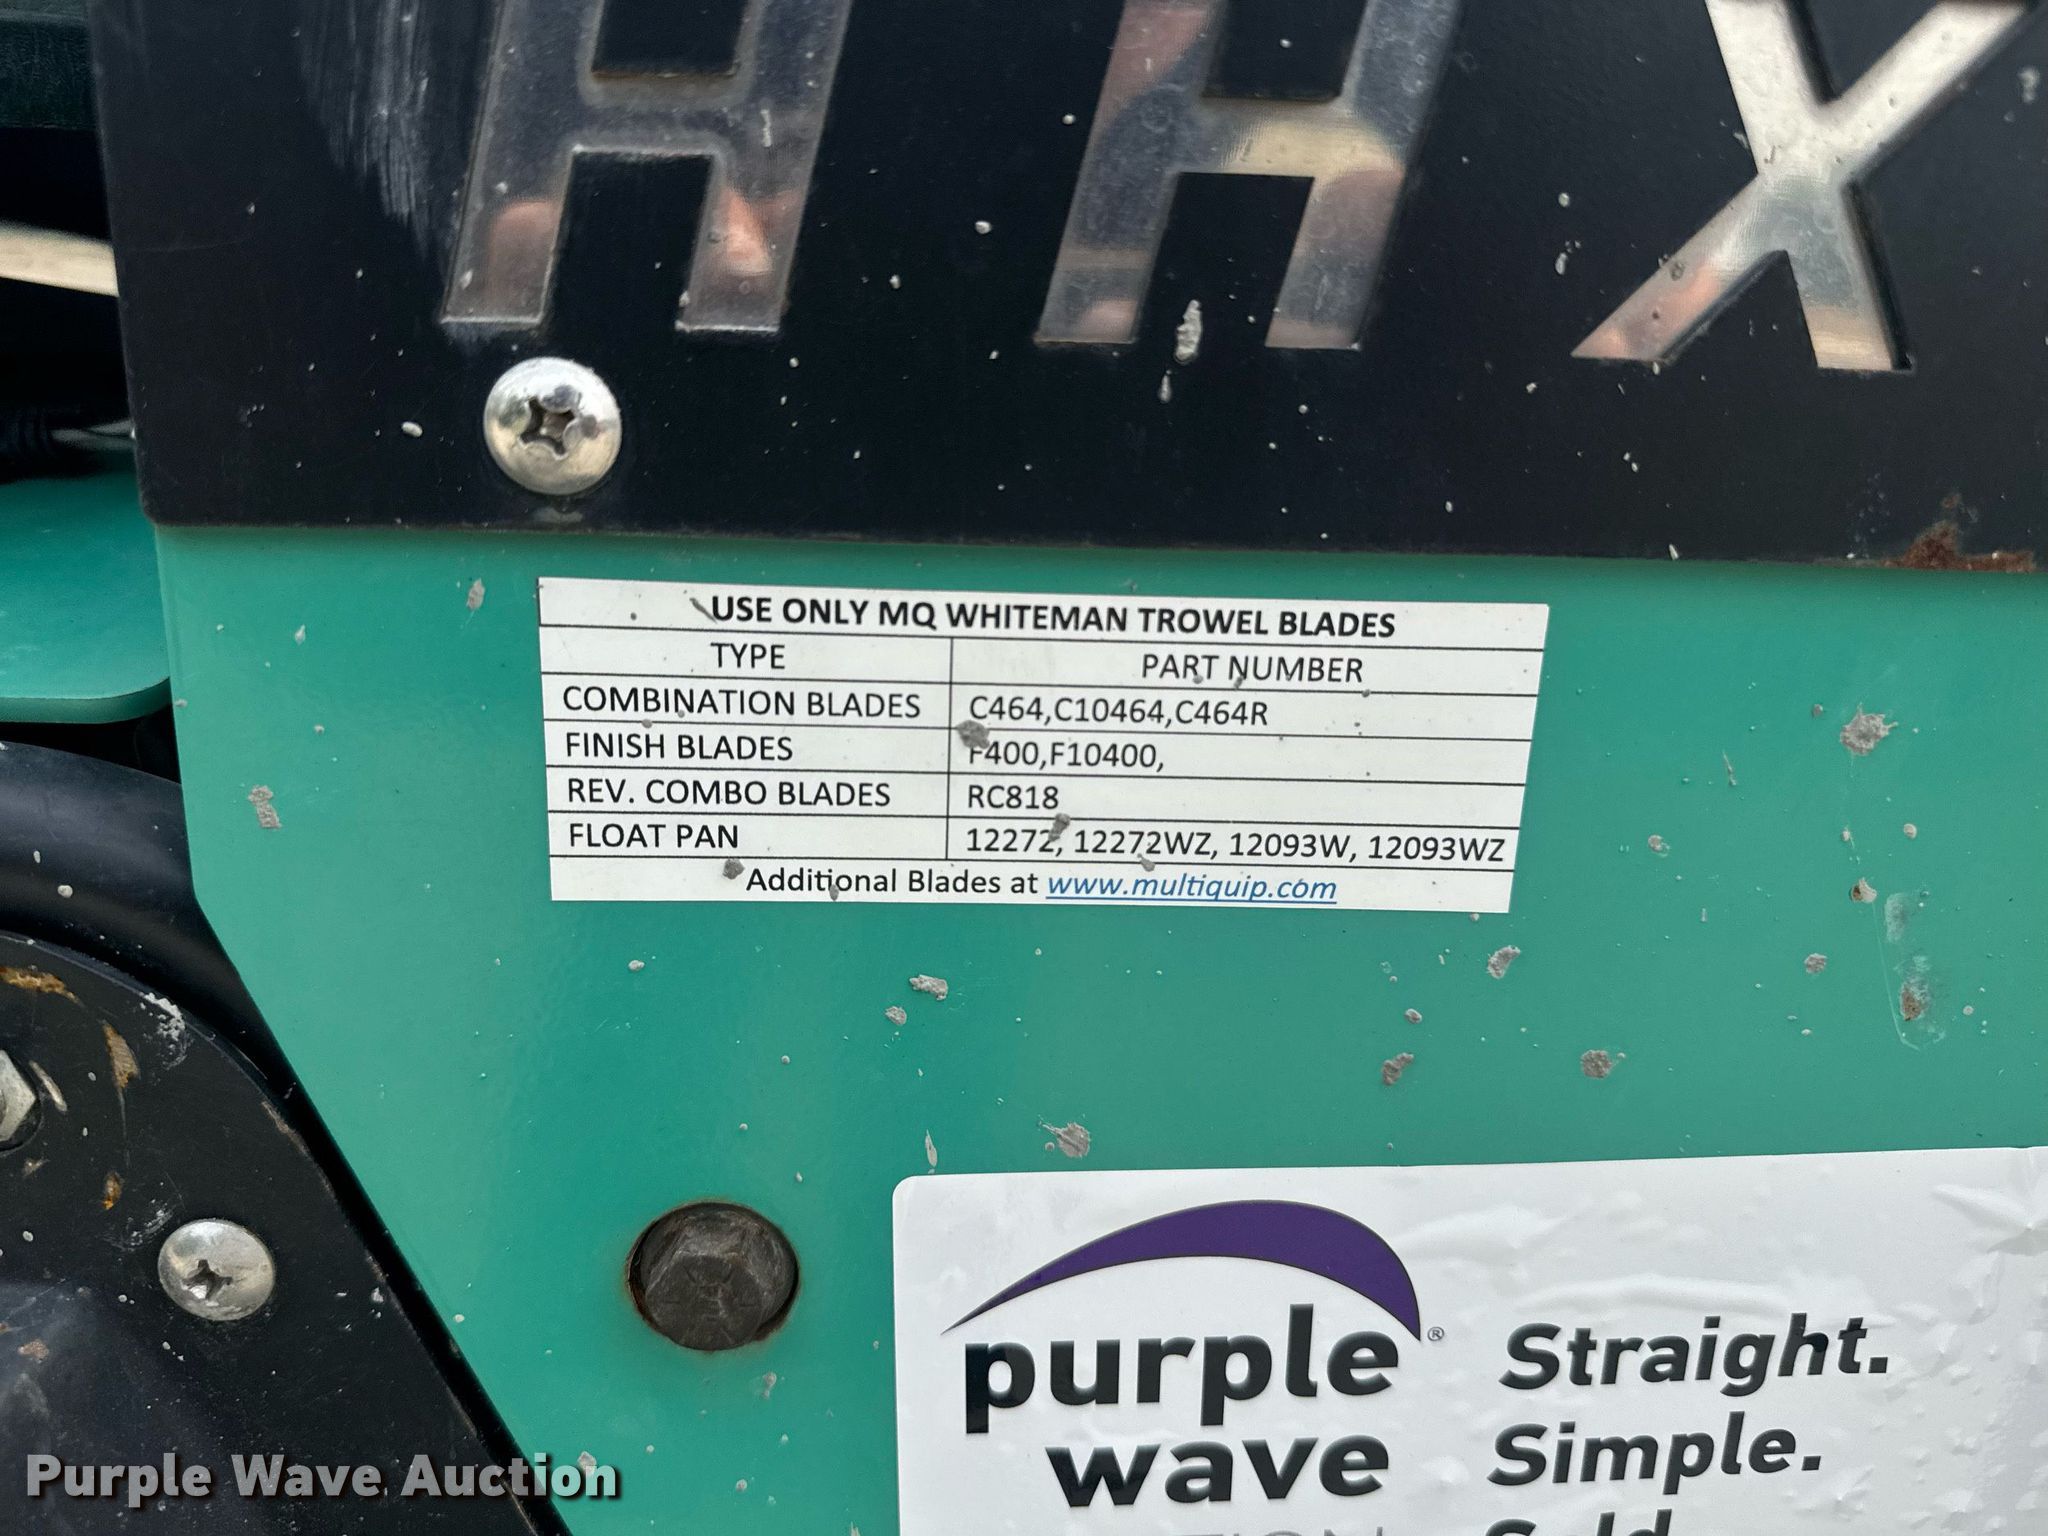 HHX
USE ONLY MQ WHITEMAN TROWEL BLADES
TYPE PART NUMBER
COMBINATION BLADES C464,C10464,C464R
FINISH BLADES F400,F10400,
REV. COMBO BLADES RC818
FLOAT PAN 12272, 12272WZ, 12093W, 12093WZ
Additional Blades at www.multiquip.com
purple ® Straight.
wave Simple.
Purple Wave Auction